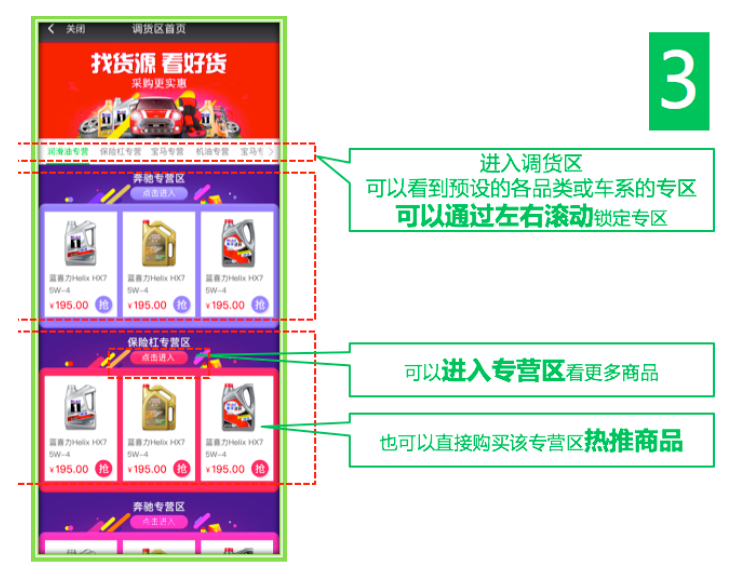 关闭
调货区首页
找货源 看好货
采购更实惠
润滑油专营 保险杠专营 宝马专营 机油专营 宝马专
奔驰专营区
点击进入
蓝喜力Helix HX7 蓝喜力Helix HX7 蓝喜力Helix HX7
5W-4 5W-4 5W-4
¥195.00 抢 ¥195.00 抢 ¥195.00 抢
保险杠专营区
点击进入
蓝喜力Helix HX7 蓝喜力Helix HX7 蓝喜力Helix HX7
5W-4 5W-4 5W-4
¥195.00 抢 ¥195.00 抢 ¥195.00 抢
奔驰专营区
点击进入
3
进入调货区
可以看到预设的各品类或车系的专区
可以通过左右滚动锁定专区
可以进入专营区看更多商品
也可以直接购买该专营区热推商品